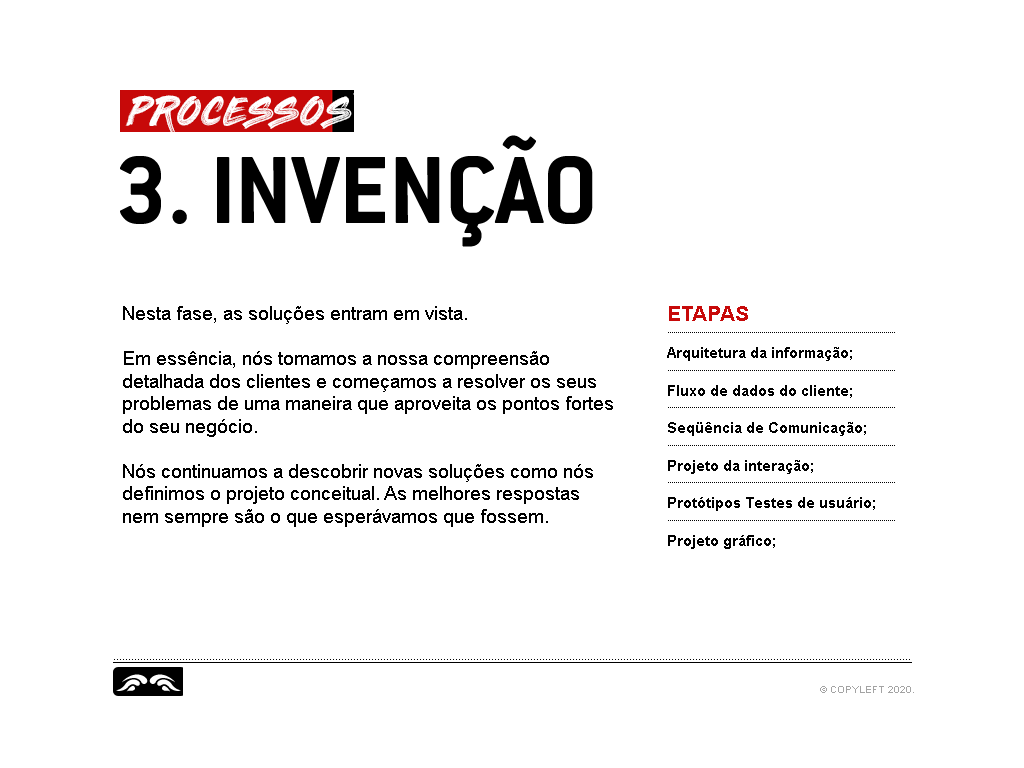 PROCESSOS
3. INVENÇÃO
Nesta fase, as soluções entram em vista.
Em essência, nós tomamos a nossa compreensão
detalhada dos clientes e começamos a resolver os seus
problemas de uma maneira que aproveita os pontos fortes
do seu negócio.
Nós continuamos a descobrir novas soluções como nós
definimos o projeto conceitual. As melhores respostas
nem sempre são o que esperávamos que fossem.
ETAPAS
Arquitetura da informação;
Fluxo de dados do cliente;
Seqüência de Comunicação;
Projeto da interação;
Protótipos Testes de usuário;
Projeto gráfico;
© COPYLEFT 2020.